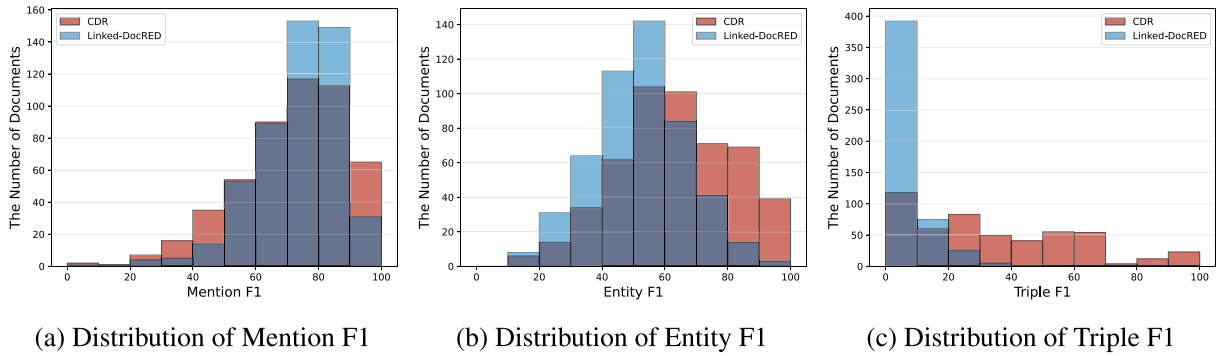 CDR
Linked-DocRED
The Number of Documents
160
140
120
100
80
60
40
20
0
0 20 40 60 80 100
Mention F1
(a) Distribution of Mention F1
CDR
Linked-DocRED
The Number of Documents
140
120
100
80
60
40
20
0
0 20 40 60 80 100
Entity F1
(b) Distribution of Entity F1
CDR
Linked-DocRED
The Number of Documents
400
350
300
250
200
150
100
50
0
0 20 40 60 80 100
Triple F1
(c) Distribution of Triple F1